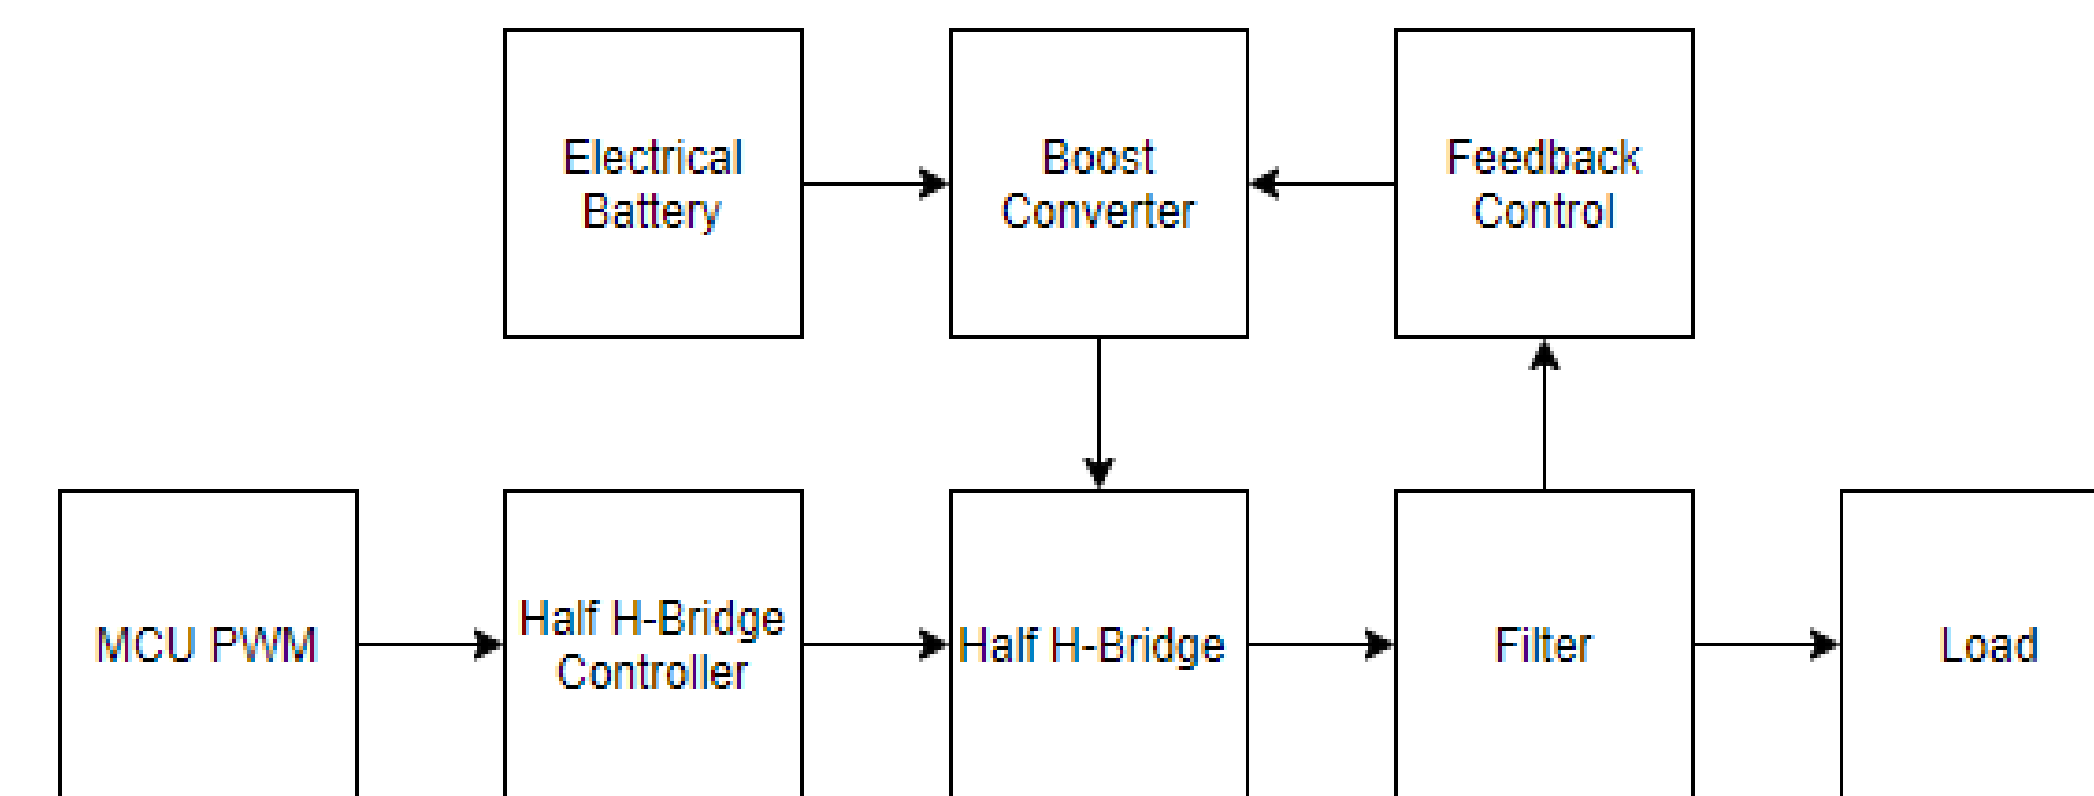 Electrical
Battery
Boost
Converter
Feedback
Control
MCU PWM
Half H-Bridge
Controller
Half H-Bridge
Filter
Load